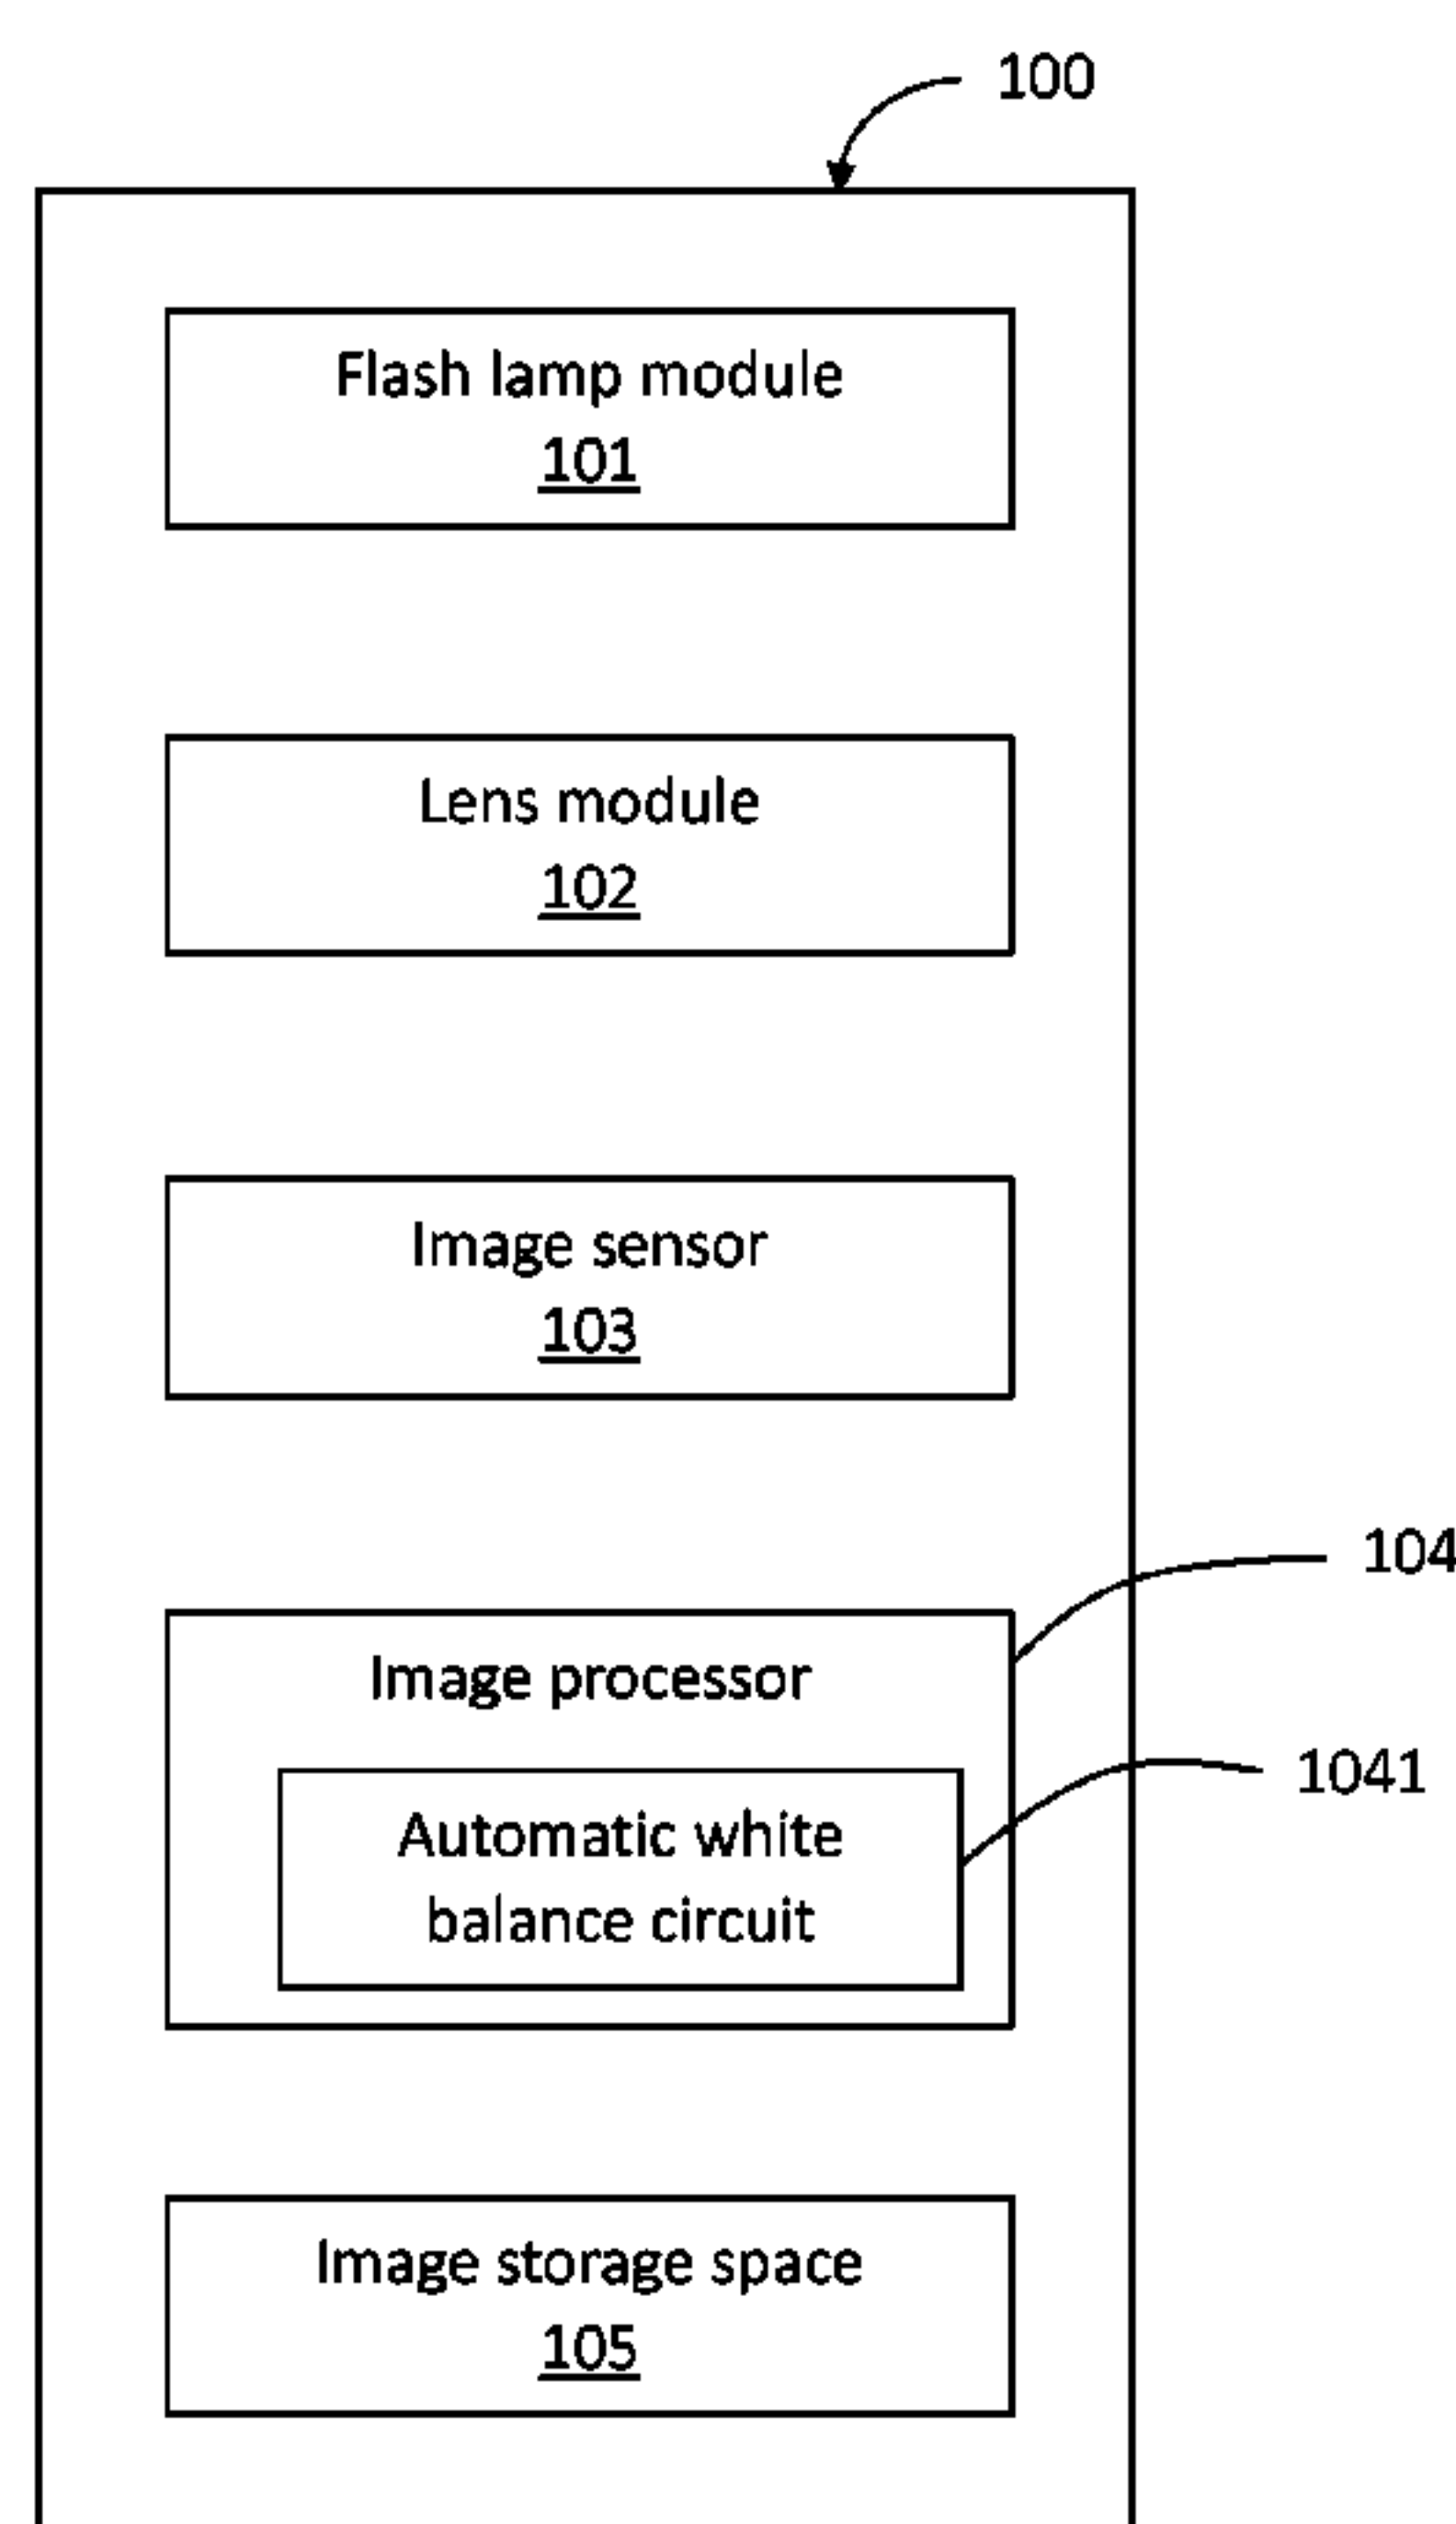 100
Flash lamp module
101
Lens module
102
Image sensor
103
104
Image processor
1041
Automatic white
balance circuit
Image storage space
105